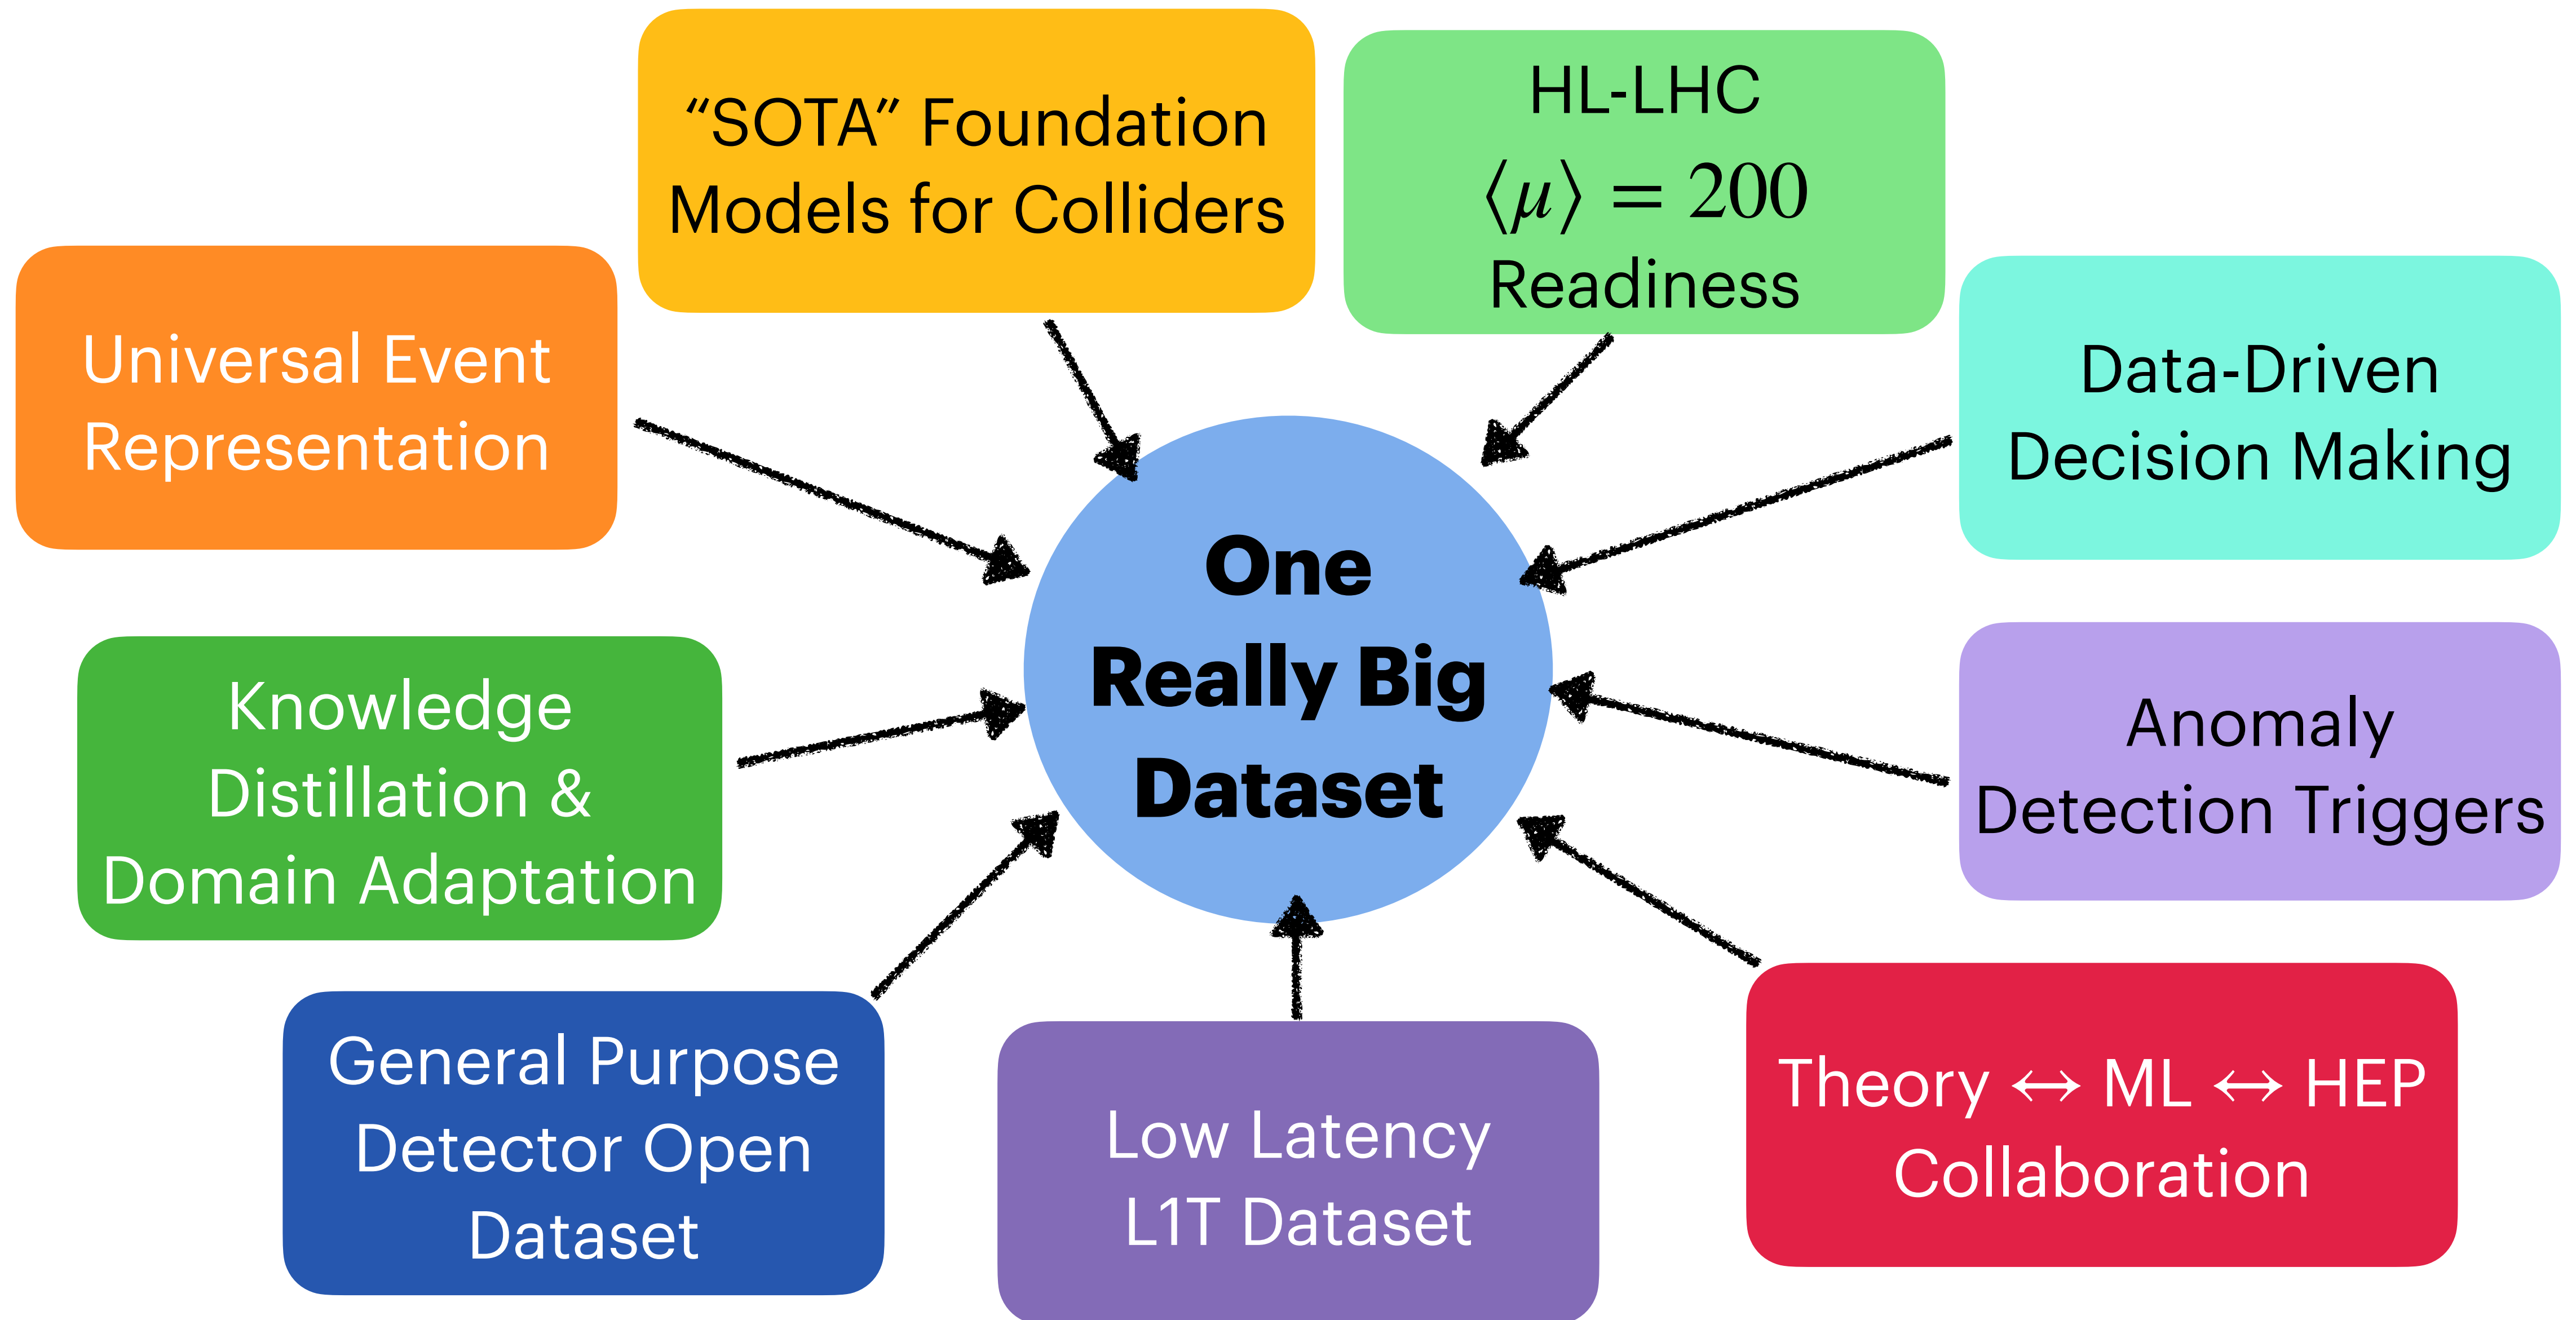 “SOTA” Foundation
Models for Colliders
HL-LHC
⟨μ⟩ = 200
Readiness
Universal Event
Representation
Data-Driven
Decision Making
One
Really Big
Dataset
Knowledge
Distillation &
Domain Adaptation
Anomaly
Detection Triggers
General Purpose
Detector Open
Dataset
Low Latency
L1T Dataset
Theory ↔ ML ↔ HEP
Collaboration